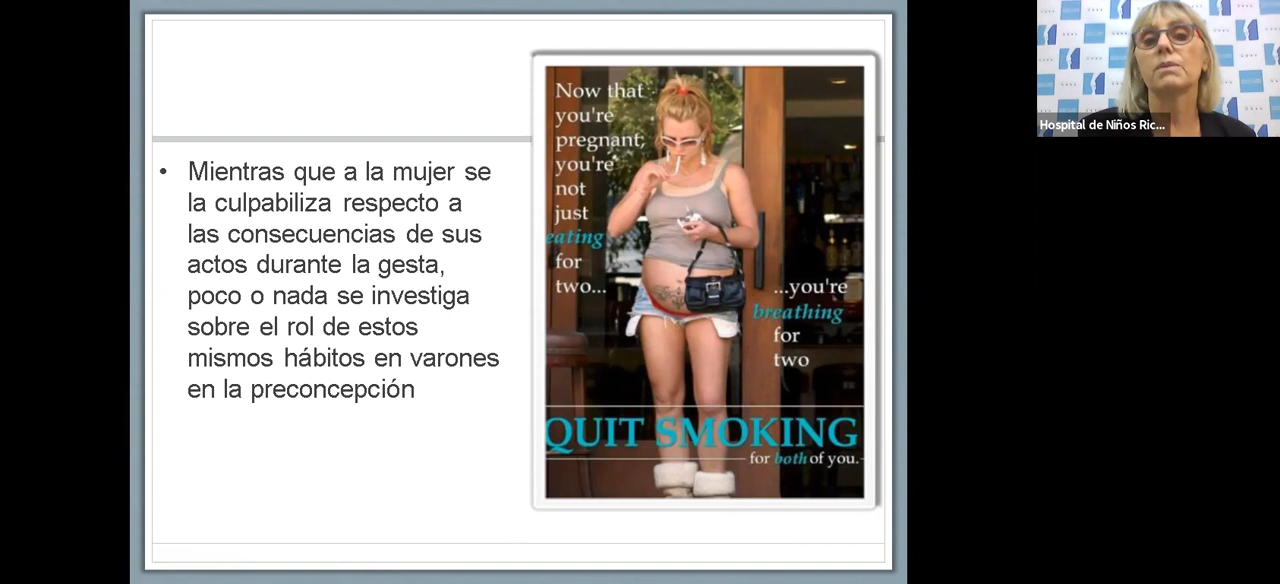 • Mientras que a la mujer se
la culpabiliza respecto a
las consecuencias de sus
actos durante la gesta,
poco o nada se investiga
sobre el rol de estos
mismos hábitos en varones
en la preconcepción
Now that
you're
pregnant,
you're
not
just
eating
for
two...
...you're
breathing
for
two
QUIT SMOKING
for both of you.
Hospital de Niños Ric...